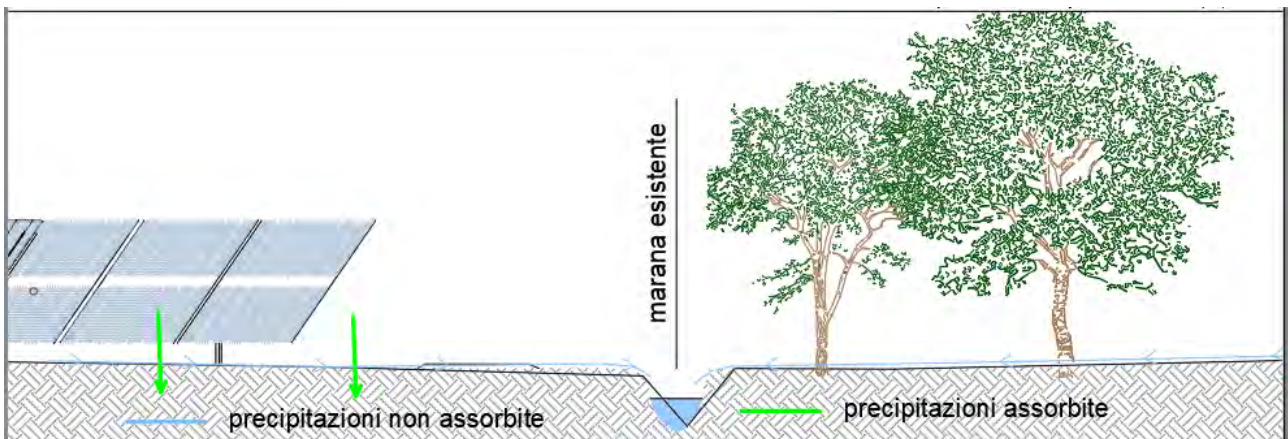 marana esistente
precipitazioni non assorbite
precipitazioni assorbite